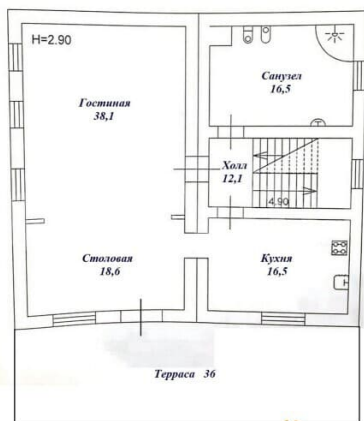 H=2.90
Санузел
16,5
Гостиная
38,1
Холл
12,1
4.90
Столовая
18,6
Кухня
16,5
Терраса 36